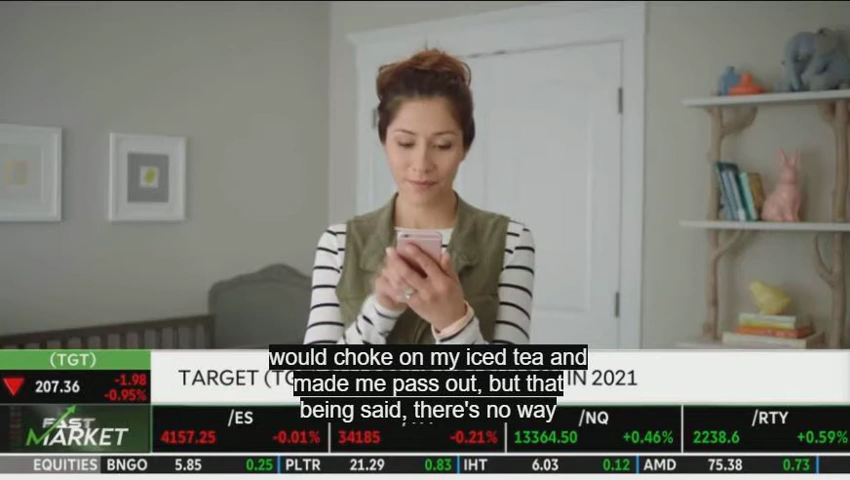 (TGT)
207.36
-1.98
-0.95%
TARGET (TG
IN 2021
would choke on my iced tea and
made me pass out, but that
being said, there's no way
FAST
MARKET
/ES
4157.25 -0.01%
34185 -0.21%
/NQ
13364.50 +0.46%
/RTY
2238.6 +0.59%
EQUITIES BNGO 5.85 0.25 PLTR 21.29 0.83 IHT 6.03 0.12 AMD 75.38 0.73